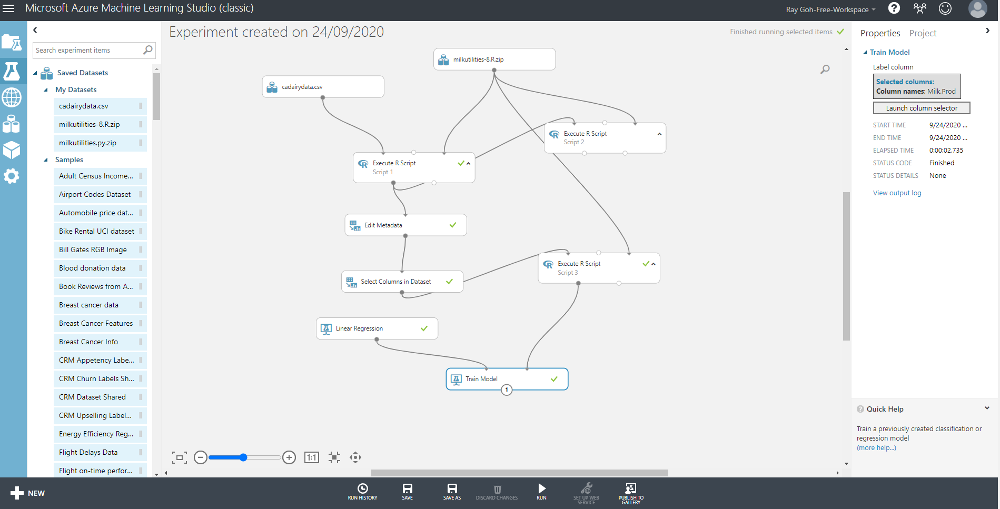 Microsoft Azure Machine Learning Studio (classic)
Ray Goh-Free-Workspace
Search experiment items
Saved Datasets
My Datasets
cadairydata.csv
milkutilities-8.R.zip
milkutilities.py.zip
Samples
Adult Census Income...
Airport Codes Dataset
Automobile price dat...
Bike Rental UCI dataset
Bill Gates RGB Image
Blood donation data
Book Reviews from A...
Breast cancer data
Breast Cancer Features
Breast Cancer Info
CRM Appetency Labe...
CRM Churn Labels Sh...
CRM Dataset Shared
CRM Upselling Label...
Energy Efficiency Reg...
Flight Delays Data
Flight on-time perfor...
Experiment created on 24/09/2020
Finished running selected items
milkutilities-8.R.zip
cadairydata.csv
Execute R Script
Script 2
Execute R Script
Script 1
Edit Metadata
Execute R Script
Script 3
Select Columns in Dataset
Linear Regression
Train Model
1
1:1
Properties
Project
Train Model
Label column
Selected columns:
Column names: Milk.Prod
Launch column selector
START TIME 9/24/2020 ...
END TIME 9/24/2020 ...
ELAPSED TIME 0:00:02.735
STATUS CODE Finished
STATUS DETAILS None
View output log
Quick Help
Train a previously created classification or
regression model
(more help...)
NEW
RUN HISTORY
SAVE
SAVE AS
DISCARD CHANGES
RUN
SET UP WEB
SERVICE
PUBLISH TO
GALLERY